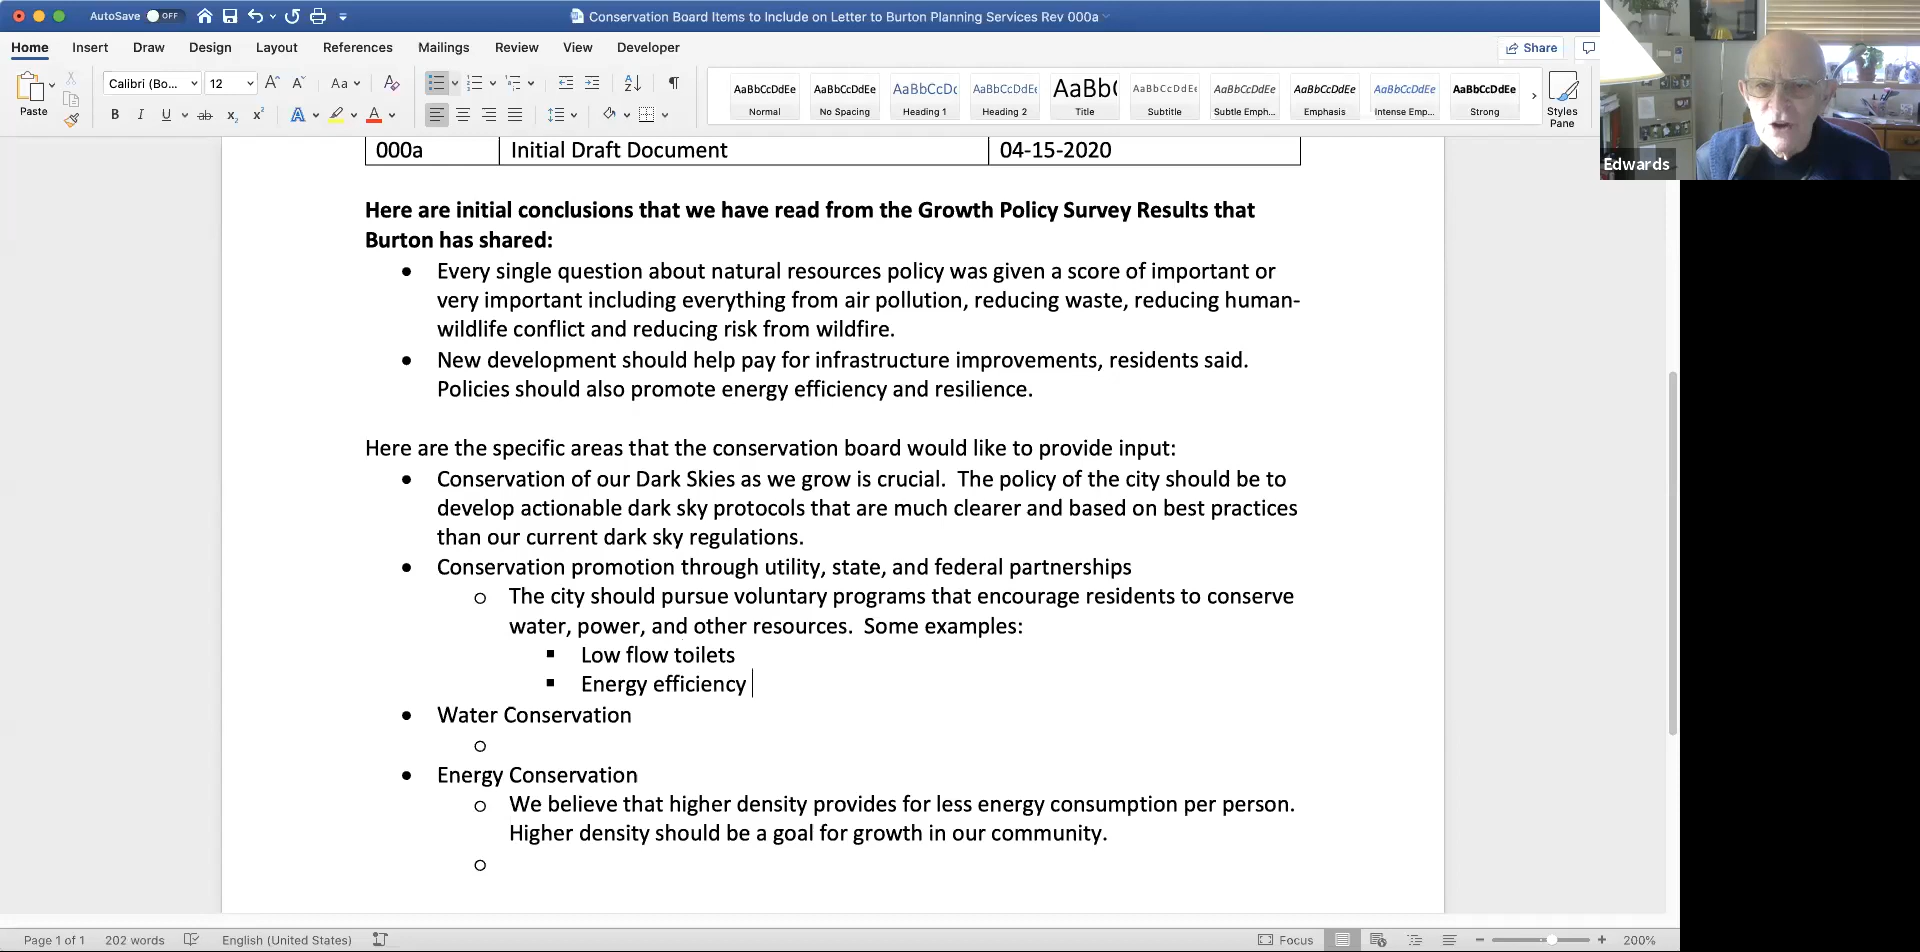 AutoSave OFF
Conservation Board Items to Include on Letter to Burton Planning Services Rev 000a
Home Insert Draw Design Layout References Mailings Review View Developer
Share
Paste
Calibri (Bo... 12
AaBbCcDdEe AaBbCcDdEe AaBbCcDc AaBbCcDdEe AaBb( AaBbCcDdEe AaBbCcDdEe AaBbCcDdEe AaBbCcDdEe AaBbCcDdEe
Normal No Spacing Heading 1 Heading 2 Title Subtitle Subtle Emph... Emphasis Intense Emp... Strong
Styles
Pane
Edwards
000a Initial Draft Document 04-15-2020
Here are initial conclusions that we have read from the Growth Policy Survey Results that
Burton has shared:
• Every single question about natural resources policy was given a score of important or
very important including everything from air pollution, reducing waste, reducing human-
wildlife conflict and reducing risk from wildfire.
• New development should help pay for infrastructure improvements, residents said.
Policies should also promote energy efficiency and resilience.
Here are the specific areas that the conservation board would like to provide input:
• Conservation of our Dark Skies as we grow is crucial.  The policy of the city should be to
develop actionable dark sky protocols that are much clearer and based on best practices
than our current dark sky regulations.
• Conservation promotion through utility, state, and federal partnerships
o The city should pursue voluntary programs that encourage residents to conserve
water, power, and other resources.  Some examples:
▪ Low flow toilets
▪ Energy efficiency
• Water Conservation
o
• Energy Conservation
o We believe that higher density provides for less energy consumption per person.
Higher density should be a goal for growth in our community.
o
Page 1 of 1 202 words English (United States) Focus 200%